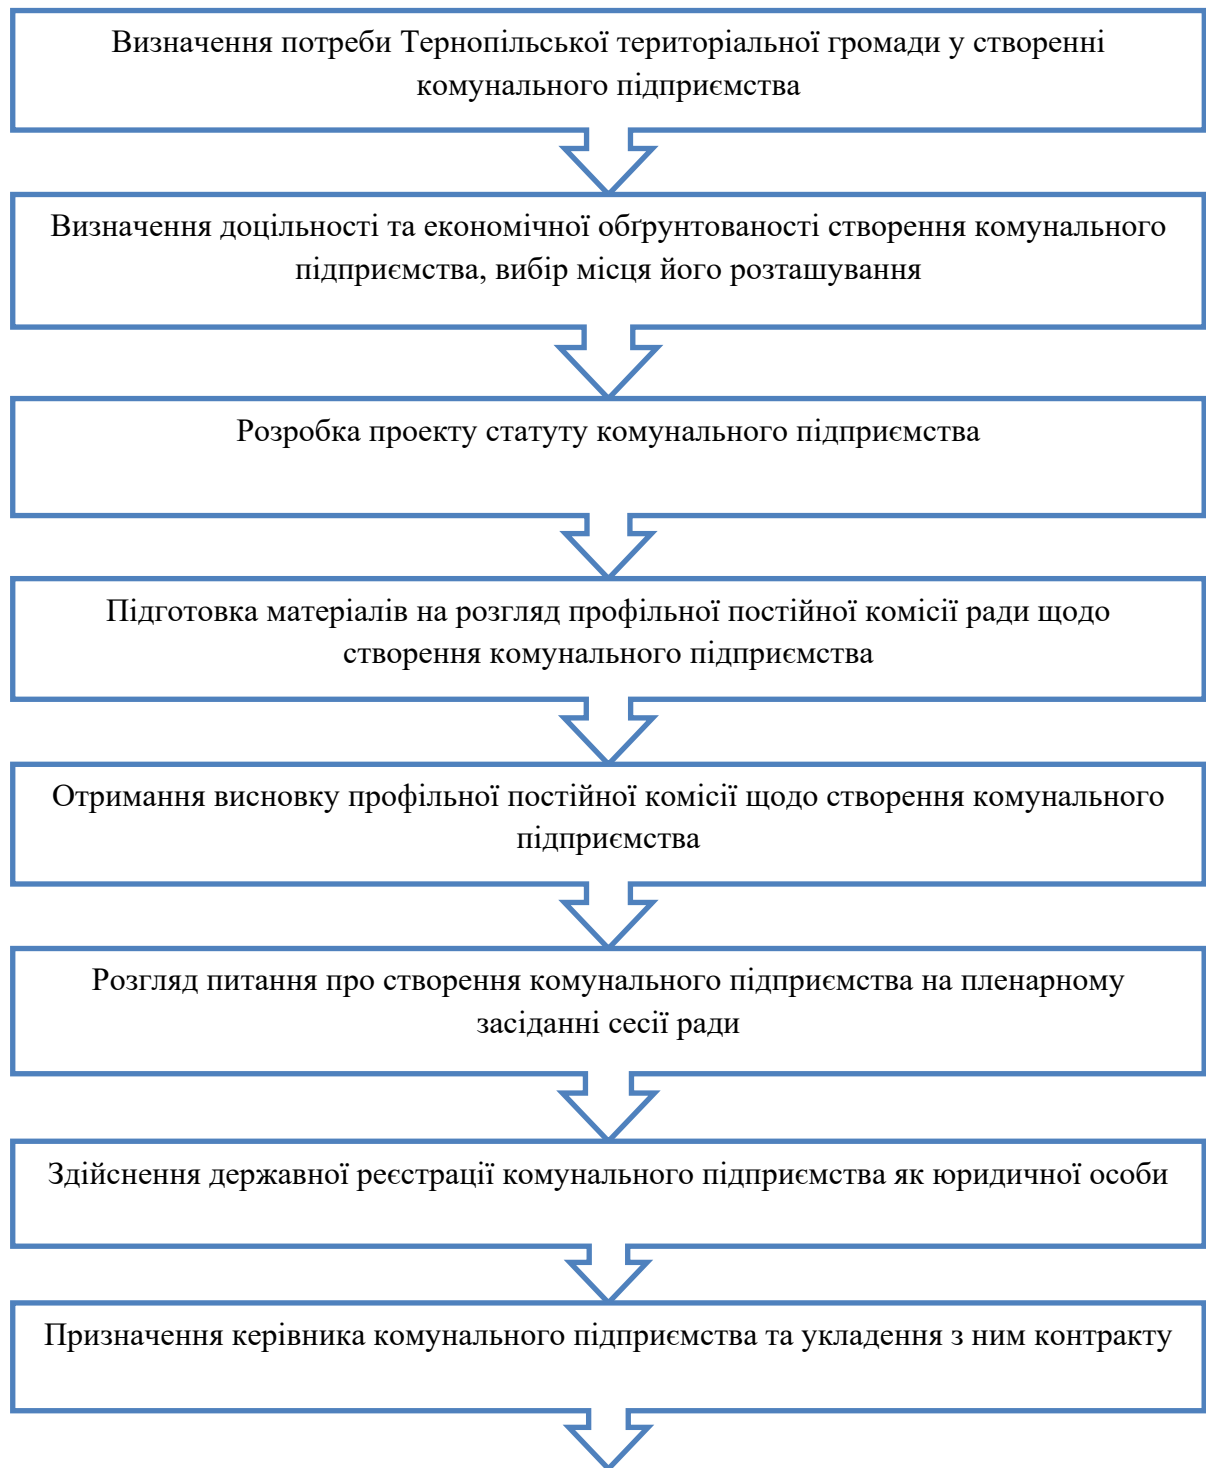 Визначення потреби Тернопільської територіальної громади у створенні
комунального підприємства
Визначення доцільності та економічної обґрунтованості створення комунального
підприємства, вибір місця його розташування
Розробка проекту статуту комунального підприємства
Підготовка матеріалів на розгляд профільної постійної комісії ради щодо
створення комунального підприємства
Отримання висновку профільної постійної комісії щодо створення комунального
підприємства
Розгляд питання про створення комунального підприємства на пленарному
засіданні сесії ради
Здійснення державної реєстрації комунального підприємства як юридичної особи
Призначення керівника комунального підприємства та укладення з ним контракту